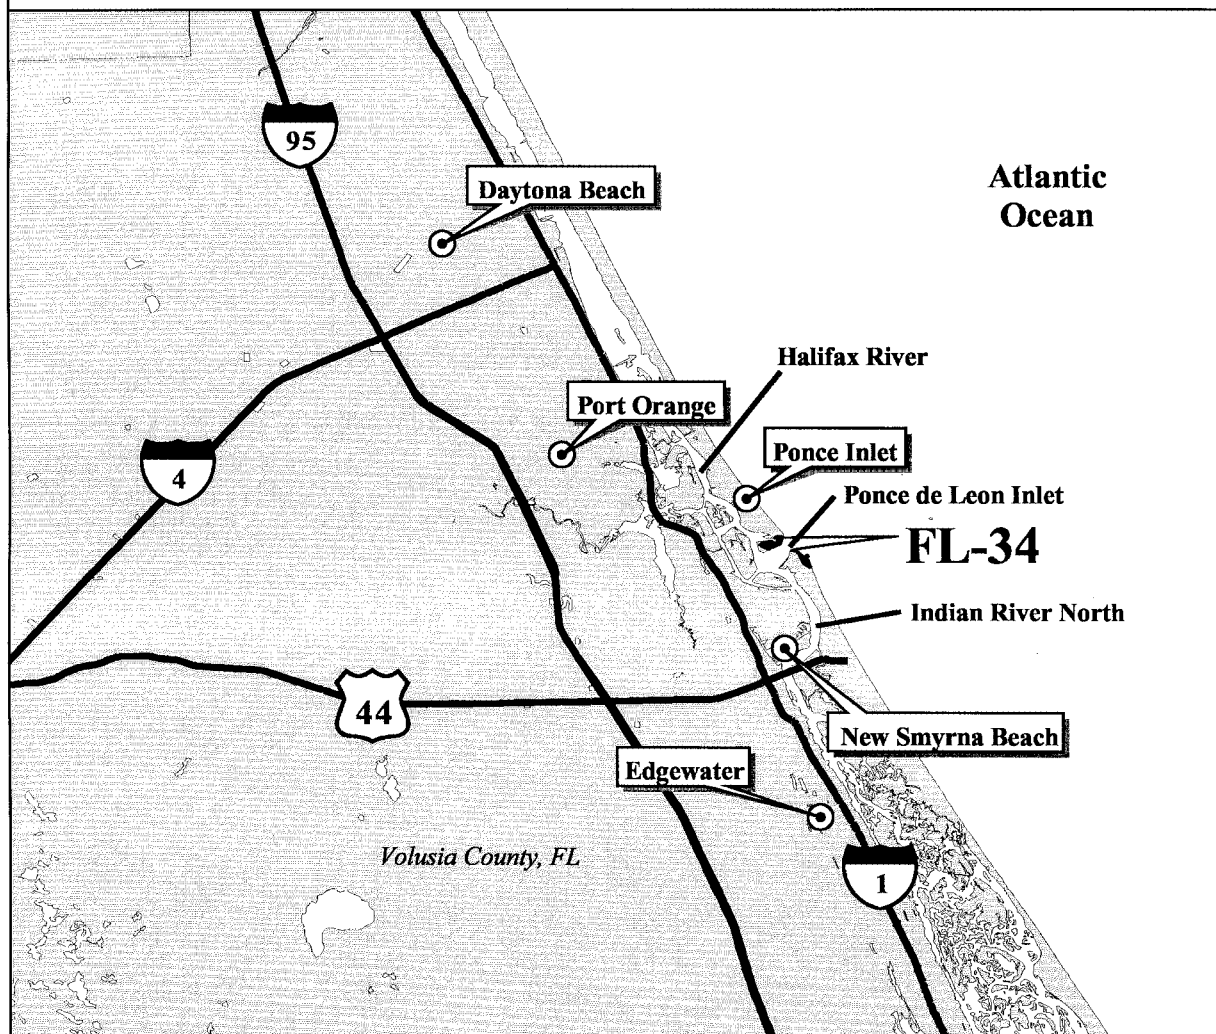 95
Atlantic
Ocean
Daytona Beach
Halifax River
Port Orange
Ponce Inlet
4
Ponce de Leon Inlet
FL-34
Indian River North
44
New Smyrna Beach
Edgewater
Volusia County, FL
1